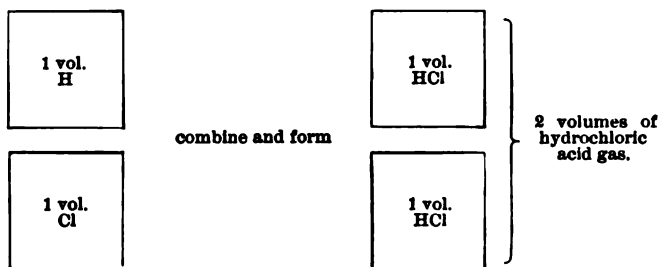 1 vol.
H
1 vol.
Cl
combine and form
1 vol.
HCl
1 vol.
HCl
2 volumes of
hydrochloric
acid gas.